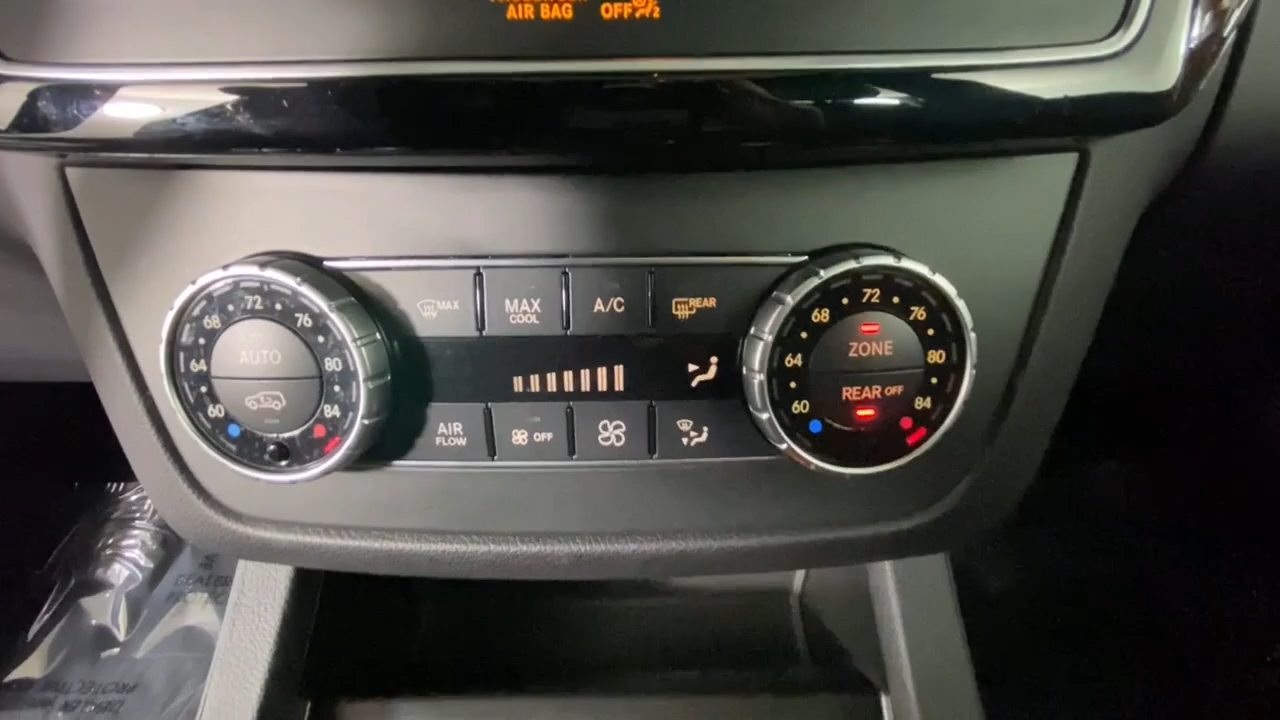 AIR BAG OFF
72
68 76
64 AUTO 80
60 84
MAX
MAX COOL
A/C
REAR
AIR FLOW
OFF
72
68 76
64 ZONE 80
REAR OFF
60 84